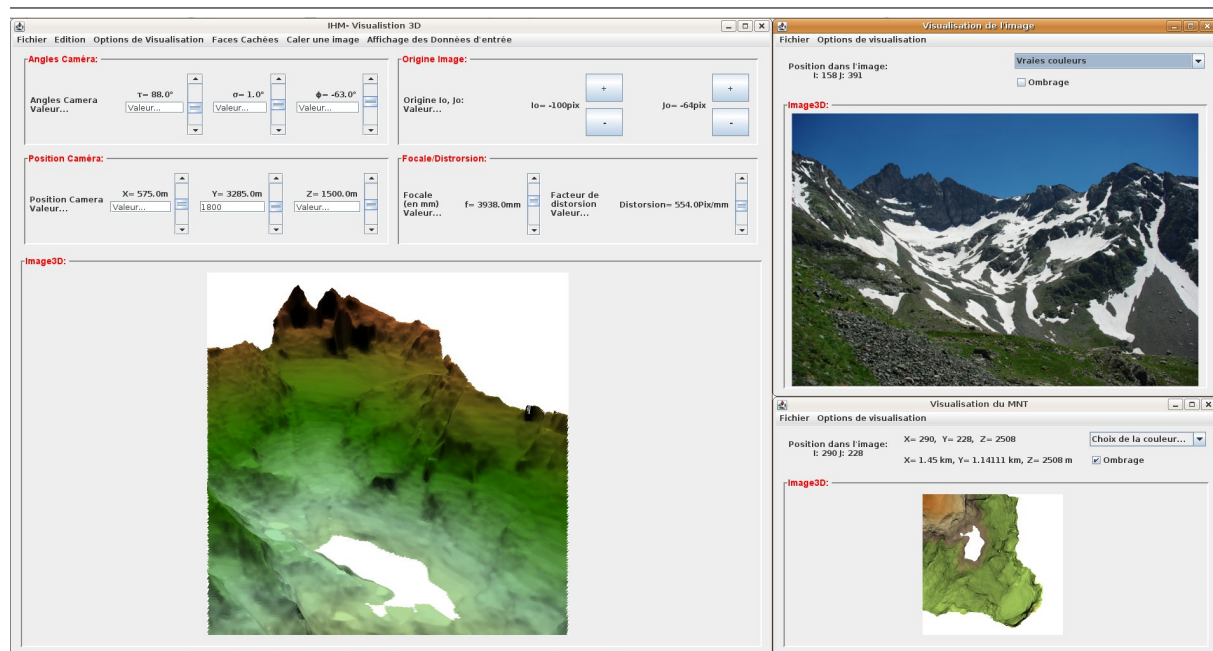 IHM- Visualistion 3D
Fichier Edition Options de Visualisation Faces Cachées Caler une image Affichage des Données d'entrée
Angles Caméra:
Angles Camera
Valeur...
τ= 88.0°
Valeur...
σ= 1.0°
Valeur...
ϕ= -63.0°
Valeur...
Origine Image:
Origine Io, Jo:
Valeur...
Io= -100pix
+
-
Jo= -64pix
+
-
Position Caméra:
Position Camera
Valeur...
X= 575.0m
Valeur...
Y= 3285.0m
1800
Z= 1500.0m
Valeur...
Focale/Distrorsion:
Focale
(en mm)
Valeur...
f= 3938.0mm
Facteur de
distorsion
Valeur...
Distorsion= 554.0Pix/mm
Image3D:
Visualisation de l'image
Fichier Options de visualisation
Position dans l'image:
I: 158 J: 391
Vraies couleurs
Ombrage
Image3D:
Visualisation du MNT
Fichier Options de visualisation
Position dans l'image:
I: 290 J: 228
X= 290, Y= 228, Z= 2508
X= 1.45 km, Y= 1.14111 km, Z= 2508 m
Choix de la couleur...
Ombrage
Image3D: